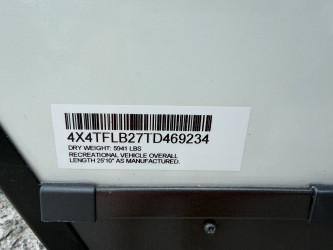 4X4TFLB27TD469234
DRY WEIGHT: 5941 LBS
RECREATIONAL VEHICLE OVERALL
LENGTH 25'10" AS MANUFACTURED.